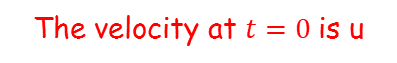 The velocity at t = 0 is u